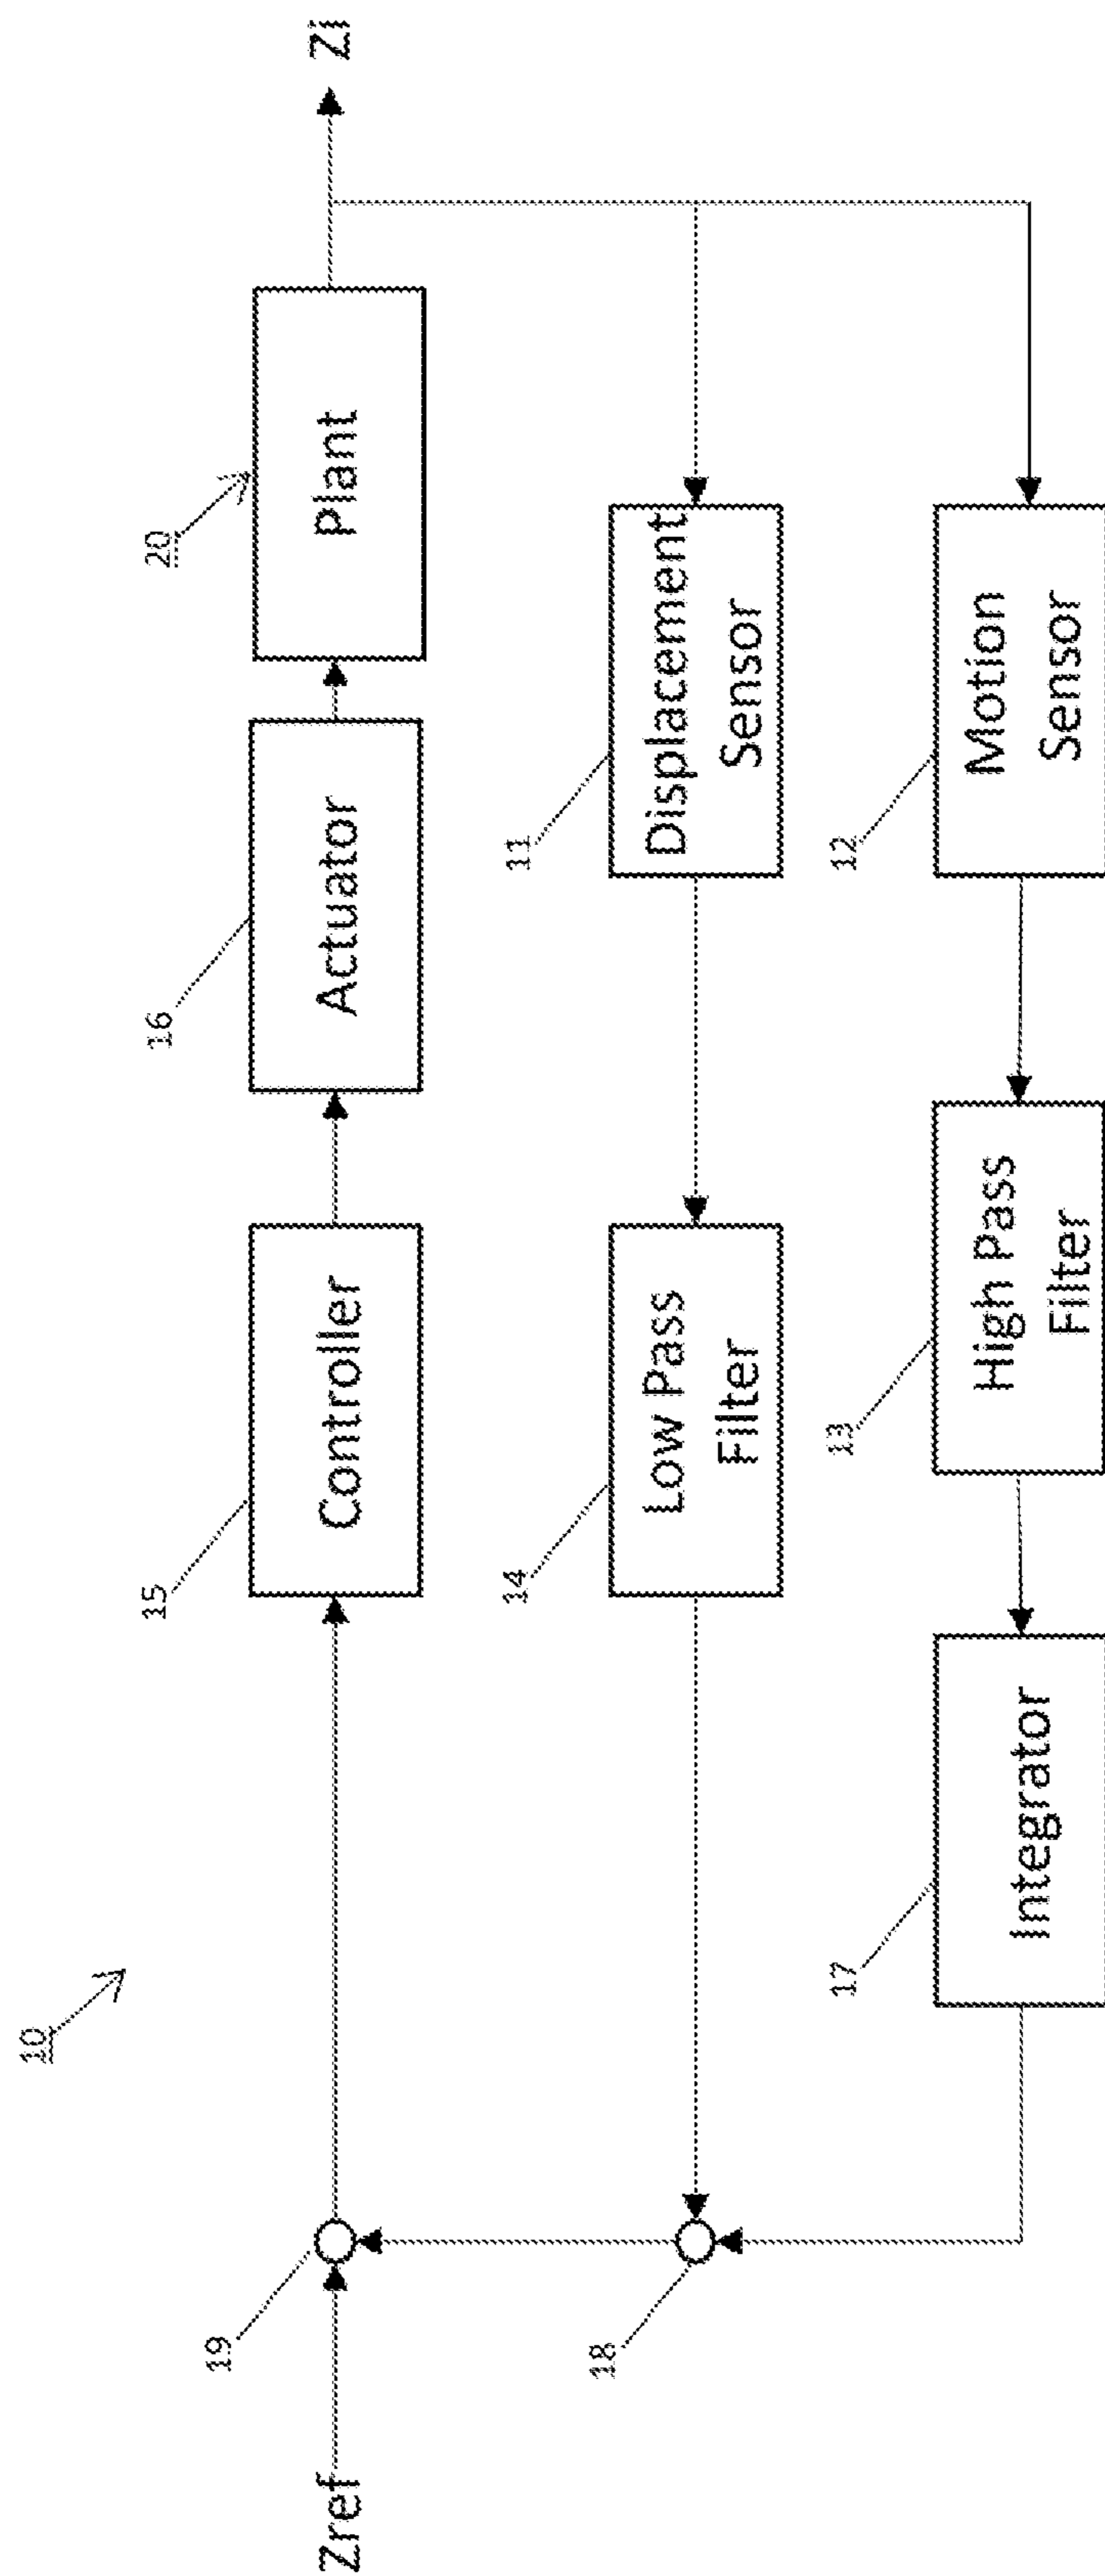 10
Zref
19
15
Controller
16
Actuator
20
Plant
Zi
18
14
Low Pass
Filter
11
Displacement
Sensor
17
Integrator
13
High Pass
Filter
12
Motion
Sensor